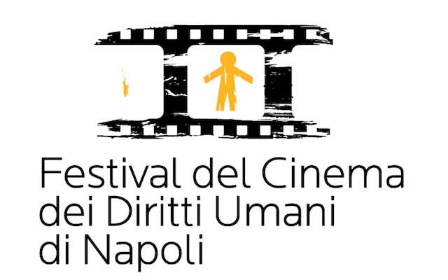 Festival del Cinema
dei Diritti Umani
di Napoli